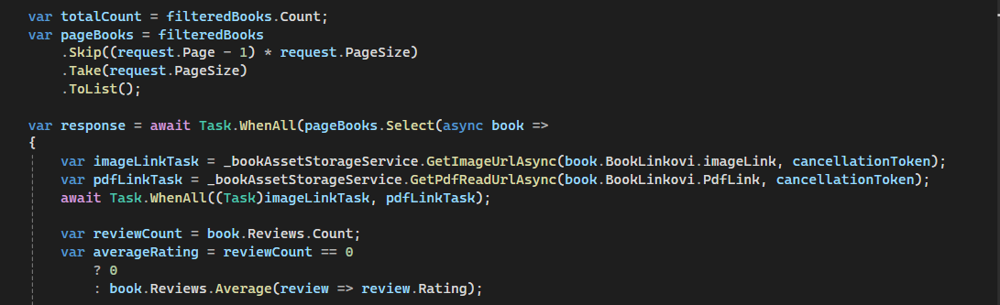 var totalCount = filteredBooks.Count;
var pageBooks = filteredBooks
.Skip((request.Page - 1) * request.PageSize)
.Take(request.PageSize)
.ToList();
var response = await Task.WhenAll(pageBooks.Select(async book =>
{
var imageLinkTask = _bookAssetStorageService.GetImageUrlAsync(book.BookLinkovi.imageLink, cancellationToken);
var pdfLinkTask = _bookAssetStorageService.GetPdfReadUrlAsync(book.BookLinkovi.PdfLink, cancellationToken);
await Task.WhenAll((Task)imageLinkTask, pdfLinkTask);
var reviewCount = book.Reviews.Count;
var averageRating = reviewCount == 0
? 0
: book.Reviews.Average(review => review.Rating);